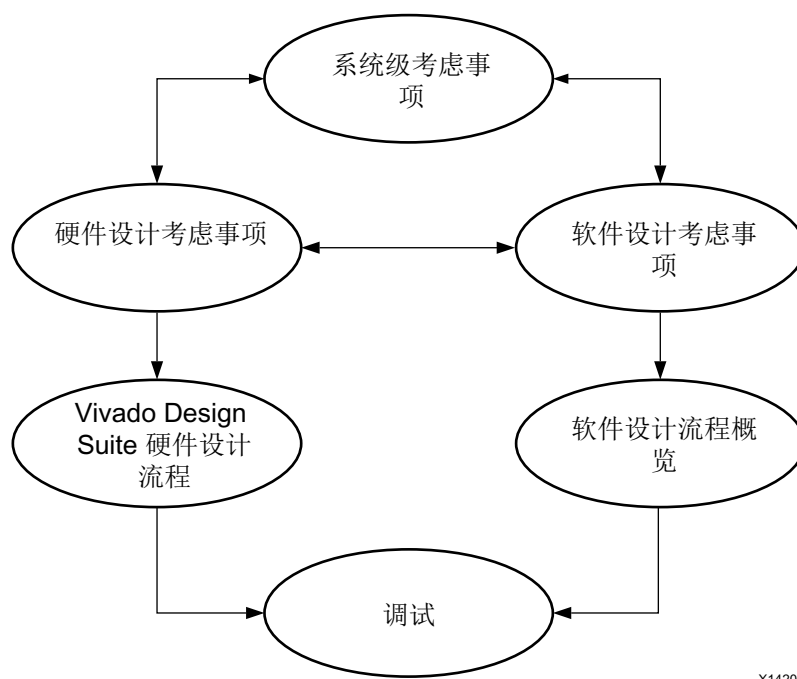 系统级考虑事
项
硬件设计考虑事项
软件设计考虑事
项
Vivado Design
Suite 硬件设计
流程
软件设计流程概
览
调试